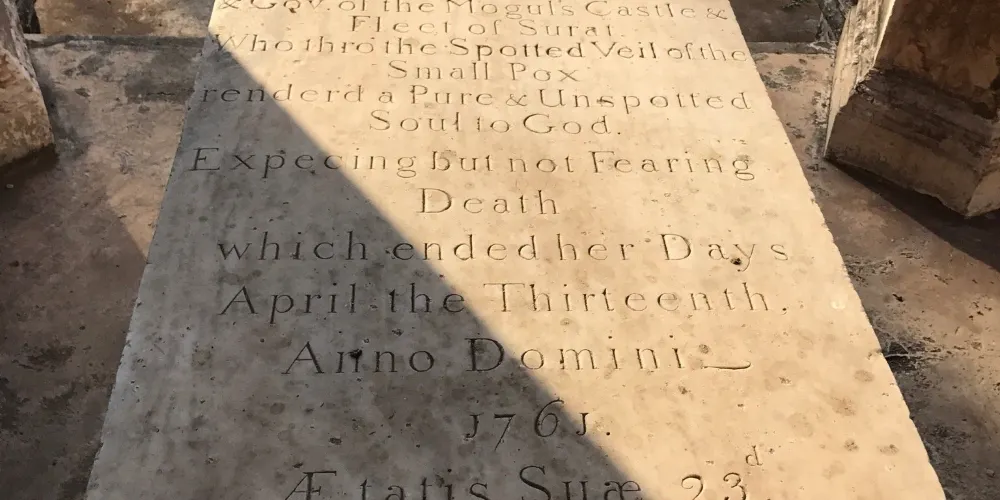 & Gov. of the Mogul's Castle &
Fleet of Surat.
Who thro the Spotted Veil of the
Small Pox
renderd a Pure & Unspotted
Soul to God.
Expecing but not Fearing
Death
which ended her Days
April the Thirteenth.
Anno Domini
1761.
Ætatis Suæ 23d